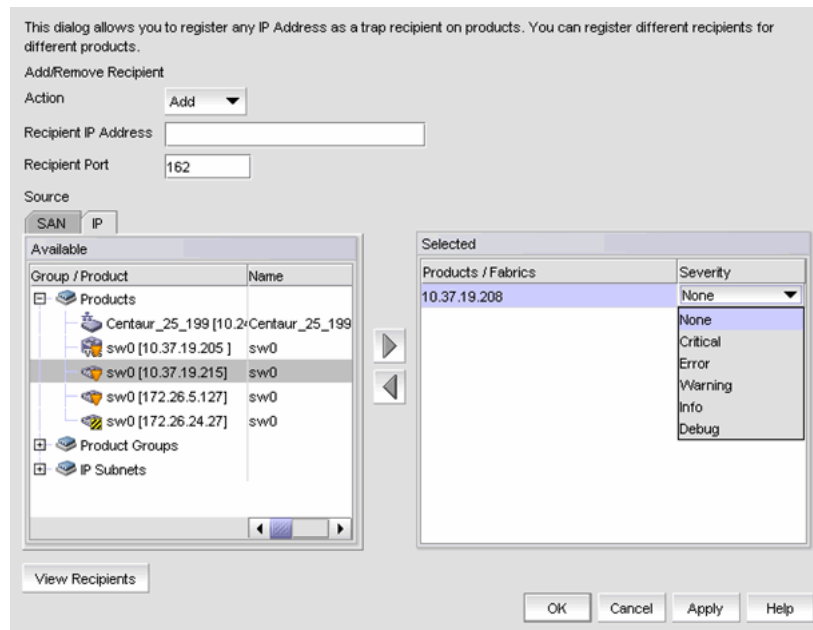 This dialog allows you to register any IP Address as a trap recipient on products. You can register different recipients for
different products.
Add/Remove Recipient
Action
Add
Recipient IP Address
Recipient Port
162
Source
SAN
IP
Available
Group / Product
Name
Products
Centaur_25_199 [10.2
Centaur_25_199
sw0 [10.37.19.205 ]
sw0
sw0 [10.37.19.215]
sw0
sw0 [172.26.5.127]
sw0
sw0 [172.26.24.27]
sw0
Product Groups
IP Subnets
Selected
Products / Fabrics
Severity
10.37.19.208
None
None
Critical
Error
Warning
Info
Debug
View Recipients
OK
Cancel
Apply
Help